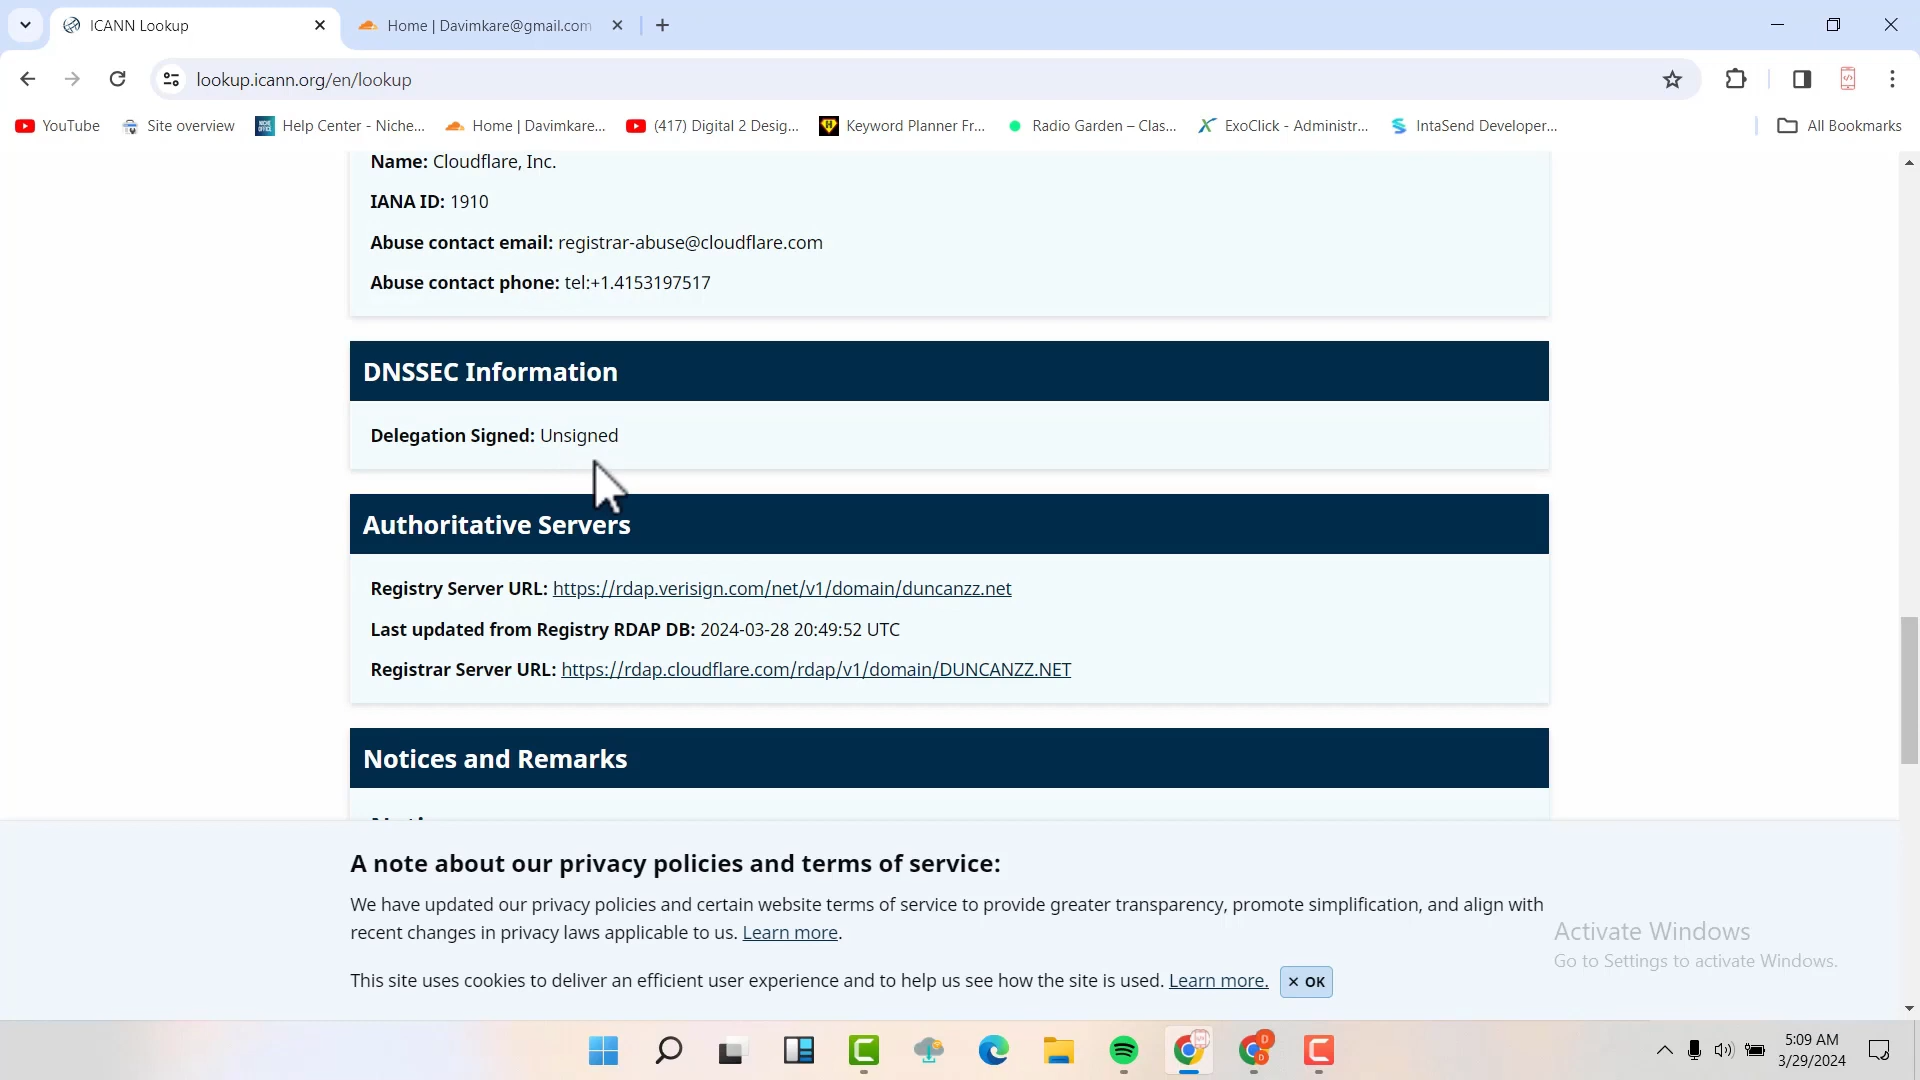 ICANN Lookup
Home | Davimkare@gmail.com
lookup.icann.org/en/lookup
YouTube
Site overview
Help Center - Niche...
Home | Davimkare...
(417) Digital 2 Desig...
Keyword Planner Fr...
Radio Garden – Clas...
ExoClick - Administr...
IntaSend Developer...
All Bookmarks
Name: Cloudflare, Inc.
IANA ID: 1910
Abuse contact email: registrar-abuse@cloudflare.com
Abuse contact phone: tel:+1.4153197517
DNSSEC Information
Delegation Signed: Unsigned
Authoritative Servers
Registry Server URL: https://rdap.verisign.com/net/v1/domain/duncanzz.net
Last updated from Registry RDAP DB: 2024-03-28 20:49:52 UTC
Registrar Server URL: https://rdap.cloudflare.com/rdap/v1/domain/DUNCANZZ.NET
Notices and Remarks
A note about our privacy policies and terms of service:
We have updated our privacy policies and certain website terms of service to provide greater transparency, promote simplification, and align with
recent changes in privacy laws applicable to us. Learn more.
This site uses cookies to deliver an efficient user experience and to help us see how the site is used. Learn more.
× OK
Activate Windows
Go to Settings to activate Windows.
5:09 AM
3/29/2024